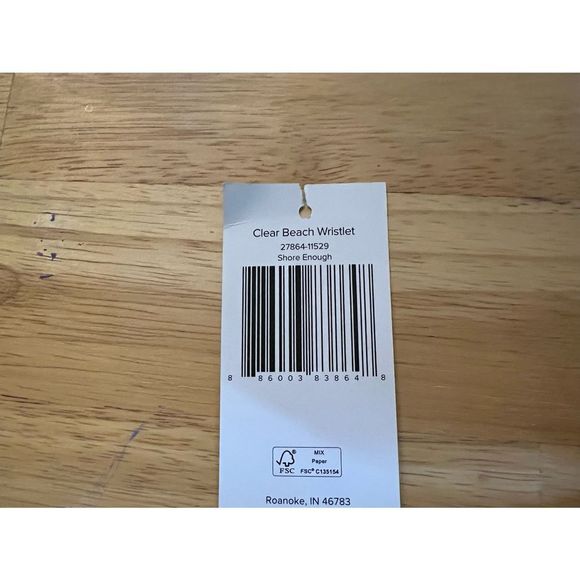 Clear Beach Wristlet
27864-11529
Shore Enough
8 86003 83864 8
MIX
Paper
FSC FSC® C135154
Roanoke, IN 46783